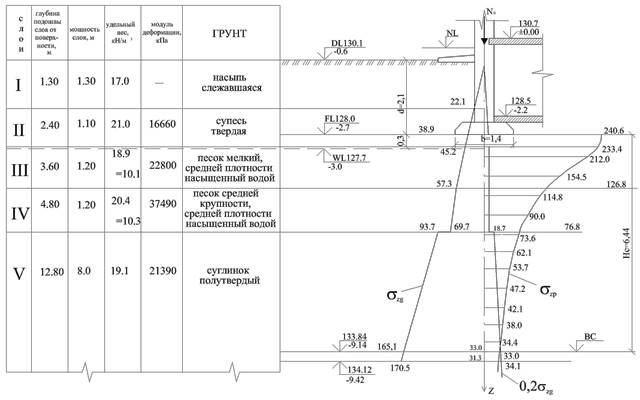 слои
глубина подошвы слоя от поверхности, м
мощность слоя, м
удельный вес, кН/м³
модуль деформации, кПа
ГРУНТ
I 1.30 1.30 17.0 — насыпь слежавшаяся
II 2.40 1.10 21.0 16660 супесь твердая
III 3.60 1.20 18.9 =10.1 22800 песок мелкий, средней плотности насыщенный водой
IV 4.80 1.20 20.4 =10.3 37490 песок средней крупности, средней плотности насыщенный водой
V 12.80 8.0 19.1 21390 суглинок полутвердый
N₀
130.7
±0.00
NL
DL130.1
-0.6
d=2,1
22.1
128.5
-2.2
FL128.0
-2.7
38.9
0,3
b=1,4
240.6
45.2
WL127.7
-3.0
233.4
212.0
154.5
126.8
57.3
114.8
90.0
93.7
69.7
18.7
76.8
73.6
62.1
53.7
47.2
42.1
38.0
34.4
σzg
σzp
Hc=6,44
133.84
-9.14
165,1
33.0
BC
31.3
33.0
134.12
-9.42
170.5
34.1
0,2σzg
Z